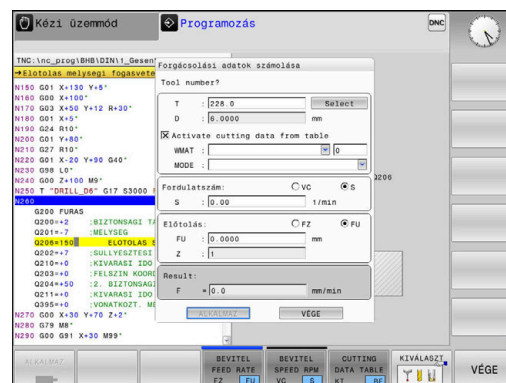 Kézi üzemmód
Programozás
DNC
TNC:\nc_prog\BHB\DIN\1_Gesen
→Elotolas melysegi fogasvete
N150 G01 X+130 Y+5*
N160 G00 X+100*
N170 G03 X+50 Y+12 R+30*
N180 G01 X+5*
N190 G24 R10*
N200 G01 Y+80*
N210 G27 R10*
N220 G01 X-20 Y+90 G40*
N230 G98 L0*
N240 G00 Z+100 M9*
N250 T "DRILL_D6" G17 S3000
N260
G200 FURAS
Q200=+2 ;BIZTONSAGI TA
Q201=-7 ;MELYSEG
Q206=150 ELOTOLAS S
Q202=+7 ;SULLYESZTESI
Q210=+0 ;KIVARASI IDO
Q203=+0 ;FELSZIN KOORD
Q204=+50 ;2. BIZTONSAG
Q211=+0 ;KIVARASI IDO
Q395=+0 ;VONATKOZT. ME
N270 G00 X+30 Y+70 Z+2*
N280 G79 M8*
N290 G00 G91 X+30 M99*
Forgácsolási adatok számolása
Tool number?
T : 228.0 Select
D : 6.0000 mm
Activate cutting data from table
WMAT : 0
MODE :
Fordulatszám: VC S
S : 0.00 1/min
Előtolás: FZ FU
FU : 0.0000 mm
Z : 1
Result:
F = 0.0 mm/min
ALKALMAZ VÉGE
Q206
ALKALMAZ
BEVITEL FEED RATE FZ FU
BEVITEL SPEED RPM VC S
CUTTING DATA TABLE KI BE
KIVÁLASZT
VÉGE